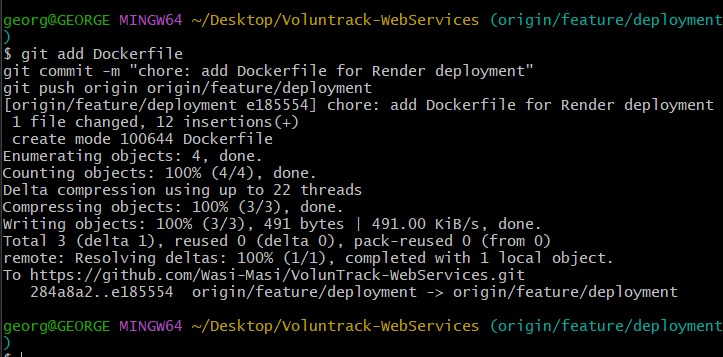 georg@GEORGE MINGW64 ~/Desktop/Voluntrack-WebServices (origin/feature/deployment
)
$ git add Dockerfile
git commit -m "chore: add Dockerfile for Render deployment"
git push origin origin/feature/deployment
[origin/feature/deployment e185554] chore: add Dockerfile for Render deployment
 1 file changed, 12 insertions(+)
 create mode 100644 Dockerfile
Enumerating objects: 4, done.
Counting objects: 100% (4/4), done.
Delta compression using up to 22 threads
Compressing objects: 100% (3/3), done.
Writing objects: 100% (3/3), 491 bytes | 491.00 KiB/s, done.
Total 3 (delta 1), reused 0 (delta 0), pack-reused 0 (from 0)
remote: Resolving deltas: 100% (1/1), completed with 1 local object.
To https://github.com/Wasi-Masi/VolunTrack-WebServices.git
   284a8a2..e185554  origin/feature/deployment -> origin/feature/deployment
georg@GEORGE MINGW64 ~/Desktop/Voluntrack-WebServices (origin/feature/deployment
)
$